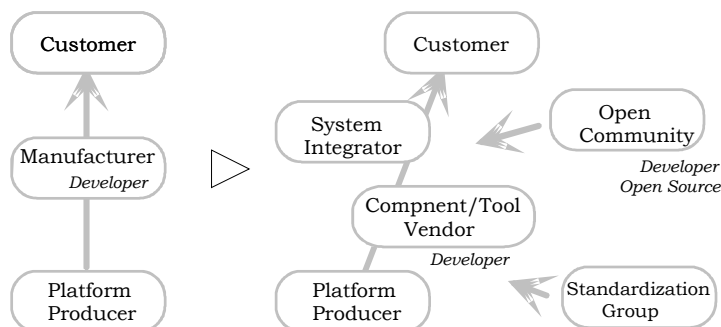 Customer
Manufacturer
Developer
Platform
Producer
Customer
System
Integrator
Open
Community
Developer
Open Source
Compnent/Tool
Vendor
Developer
Platform
Producer
Standardization
Group